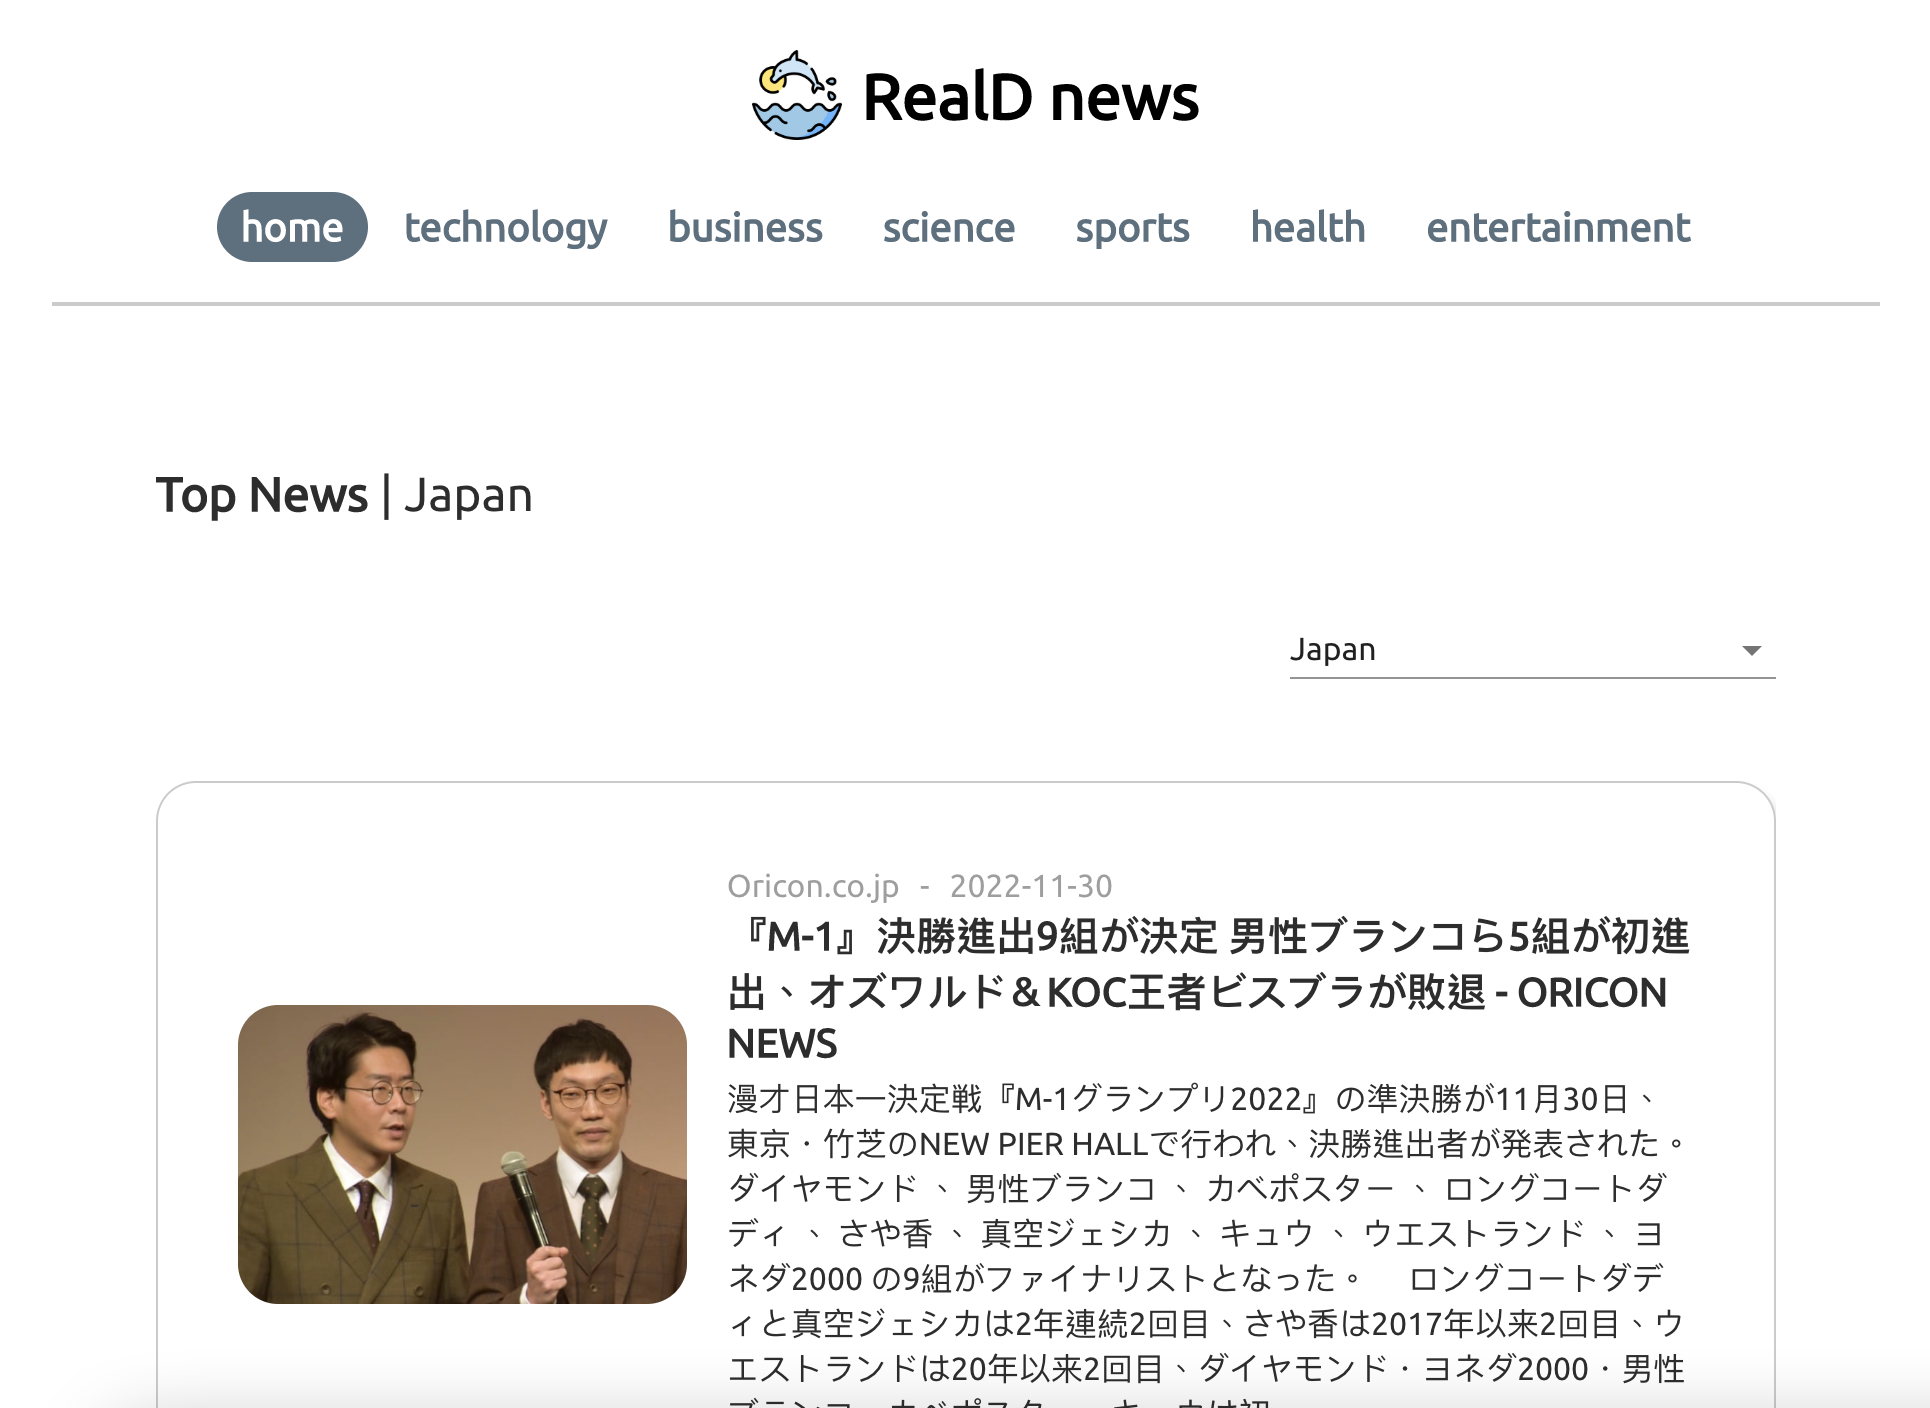 RealD news
home technology business science sports health entertainment
Top News | Japan
Japan
Oricon.co.jp - 2022-11-30
『M-1』決勝進出9組が決定 男性ブランコら5組が初進
出、オズワルド＆KOC王者ビスブラが敗退 - ORICON
NEWS
漫才日本一決定戦『M-1グランプリ2022』の準決勝が11月30日、
東京・竹芝のNEW PIER HALLで行われ、決勝進出者が発表された。
ダイヤモンド 、 男性ブランコ 、 カベポスター 、 ロングコートダ
ディ 、 さや香 、 真空ジェシカ 、 キュウ 、 ウエストランド 、 ヨ
ネダ2000 の9組がファイナリストとなった。　ロングコートダデ
ィと真空ジェシカは2年連続2回目、さや香は2017年以来2回目、ウ
エストランドは20年以来2回目、ダイヤモンド・ヨネダ2000・男性